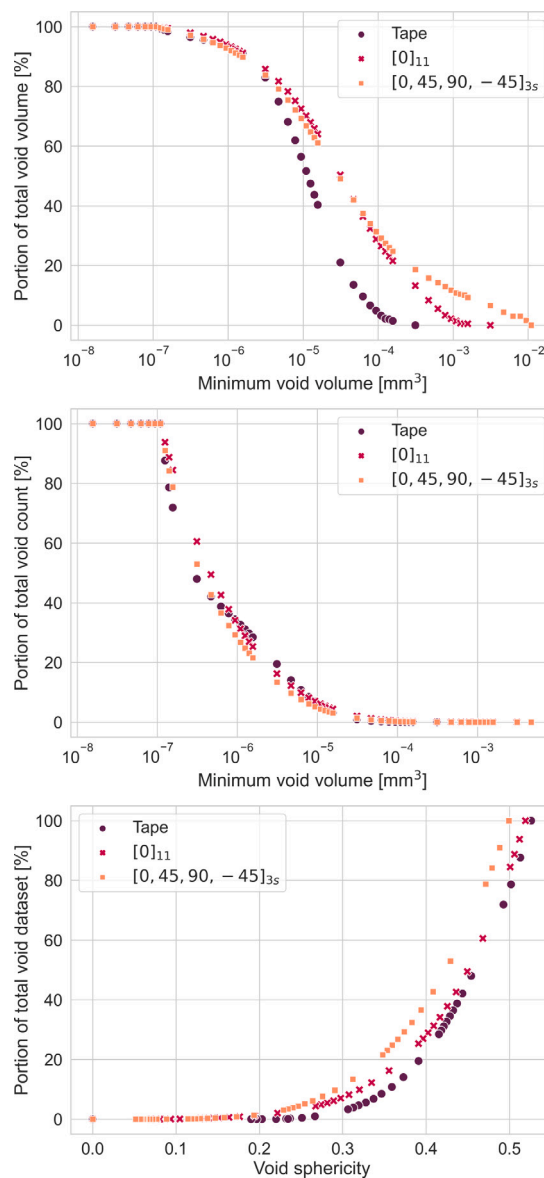 Portion of total void volume [%]
100
80
60
40
20
0
Tape
[0]₁₁
[0, 45, 90, −45]₃ₛ
10⁻⁸ 10⁻⁷ 10⁻⁶ 10⁻⁵ 10⁻⁴ 10⁻³ 10⁻²
Minimum void volume [mm³]
Portion of total void count [%]
100
80
60
40
20
0
Tape
[0]₁₁
[0, 45, 90, −45]₃ₛ
10⁻⁸ 10⁻⁷ 10⁻⁶ 10⁻⁵ 10⁻⁴ 10⁻³
Minimum void volume [mm³]
Portion of total void dataset [%]
100
80
60
40
20
0
Tape
[0]₁₁
[0, 45, 90, −45]₃ₛ
0.0 0.1 0.2 0.3 0.4 0.5
Void sphericity